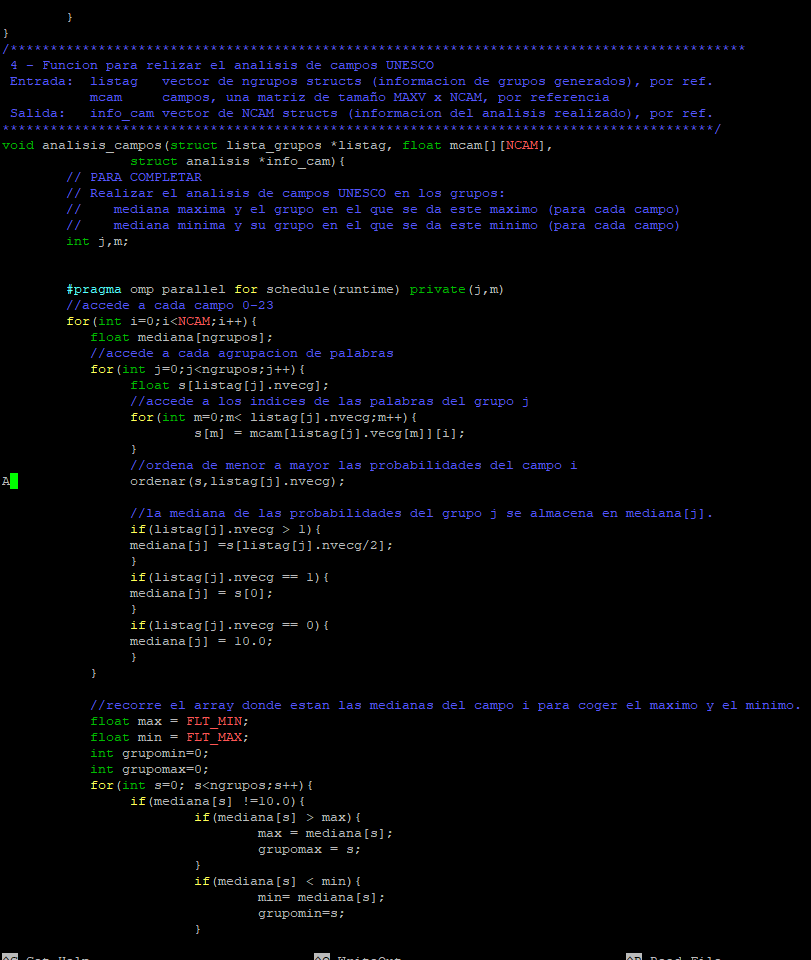 }
}
/********************************************************************************************
 4 - Funcion para relizar el analisis de campos UNESCO
 Entrada:  listag   vector de ngrupos structs (informacion de grupos generados), por ref.
           mcam     campos, una matriz de tamaño MAXV x NCAM, por referencia
 Salida:   info_cam vector de NCAM structs (informacion del analisis realizado), por ref.
*****************************************************************************************/
void analisis_campos(struct lista_grupos *listag, float mcam[][NCAM],
                struct analisis *info_cam){
        // PARA COMPLETAR
        // Realizar el analisis de campos UNESCO en los grupos:
        //    mediana maxima y el grupo en el que se da este maximo (para cada campo)
        //    mediana minima y su grupo en el que se da este minimo (para cada campo)
        int j,m;
        #pragma omp parallel for schedule(runtime) private(j,m)
        //accede a cada campo 0-23
        for(int i=0;i<NCAM;i++){
           float mediana[ngrupos];
           //accede a cada agrupacion de palabras
           for(int j=0;j<ngrupos;j++){
                float s[listag[j].nvecg];
                //accede a los indices de las palabras del grupo j
                for(int m=0;m< listag[j].nvecg;m++){
                        s[m] = mcam[listag[j].vecg[m]][i];
                }
                //ordena de menor a mayor las probabilidades del campo i
A               ordenar(s,listag[j].nvecg);
                //la mediana de las probabilidades del grupo j se almacena en mediana[j].
                if(listag[j].nvecg > 1){
                mediana[j] =s[listag[j].nvecg/2];
                }
                if(listag[j].nvecg == 1){
                mediana[j] = s[0];
                }
                if(listag[j].nvecg == 0){
                mediana[j] = 10.0;
                }
           }
           //recorre el array donde estan las medianas del campo i para coger el maximo y el minimo.
           float max = FLT_MIN;
           float min = FLT_MAX;
           int grupomin=0;
           int grupomax=0;
           for(int s=0; s<ngrupos;s++){
                if(mediana[s] !=10.0){
                        if(mediana[s] > max){
                                max = mediana[s];
                                grupomax = s;
                        }
                        if(mediana[s] < min){
                                min= mediana[s];
                                grupomin=s;
                        }
^G Get Help                            ^O WriteOut                            ^R Read File